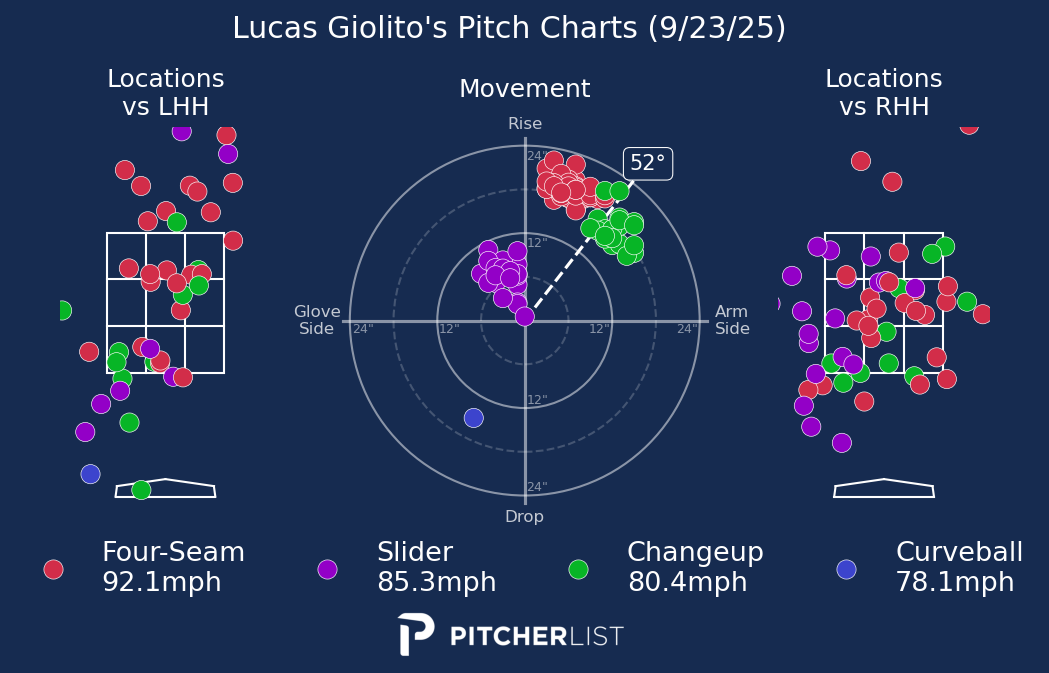 Lucas Giolito's Pitch Charts (9/23/25)
Locations
vs LHH
Movement
Locations
vs RHH
Rise
24"
52°
12"
Glove
Side
24"
12"
12"
24"
Arm
Side
12"
24"
Drop
Four-Seam
92.1mph
Slider
85.3mph
Changeup
80.4mph
Curveball
78.1mph
PITCHERLIST